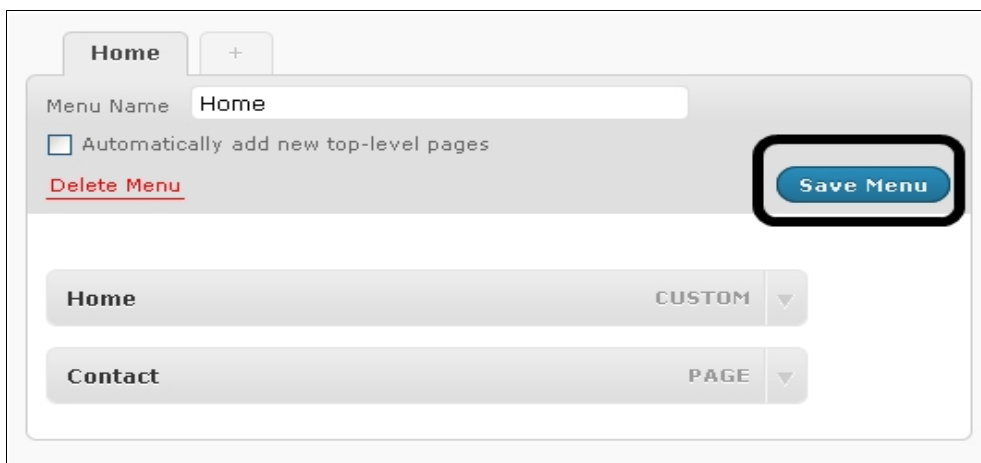 Home +
Menu Name Home
Automatically add new top-level pages
Delete Menu Save Menu
Home CUSTOM
Contact PAGE